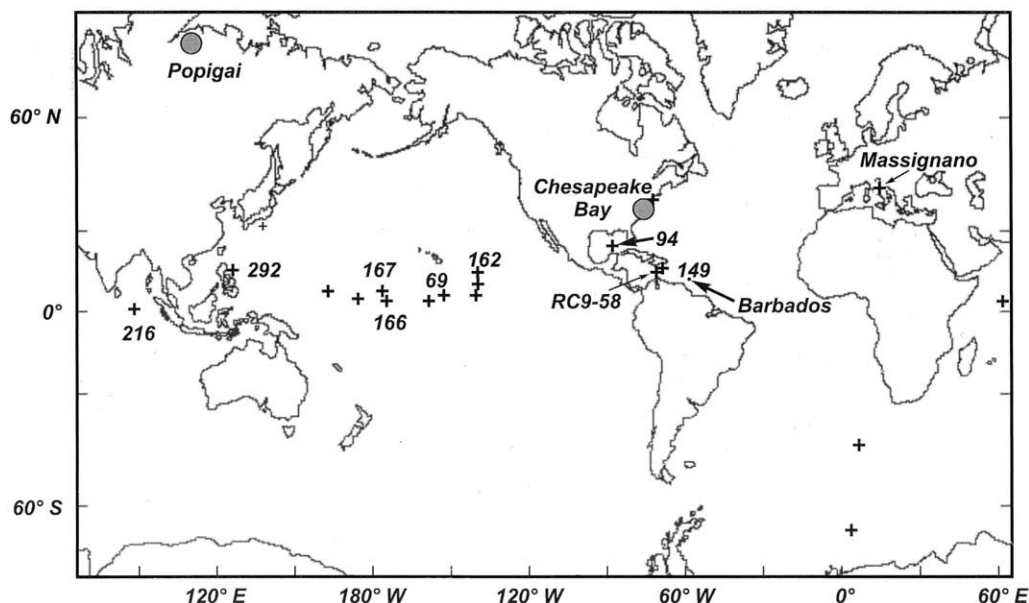 Popigai
60° N
Massignano
Chesapeake
Bay
94
292
167
69
162
149
RC9-58
Barbados
0°
216
166
60° S
120° E
180° W
120° W
60° W
0°
60° E